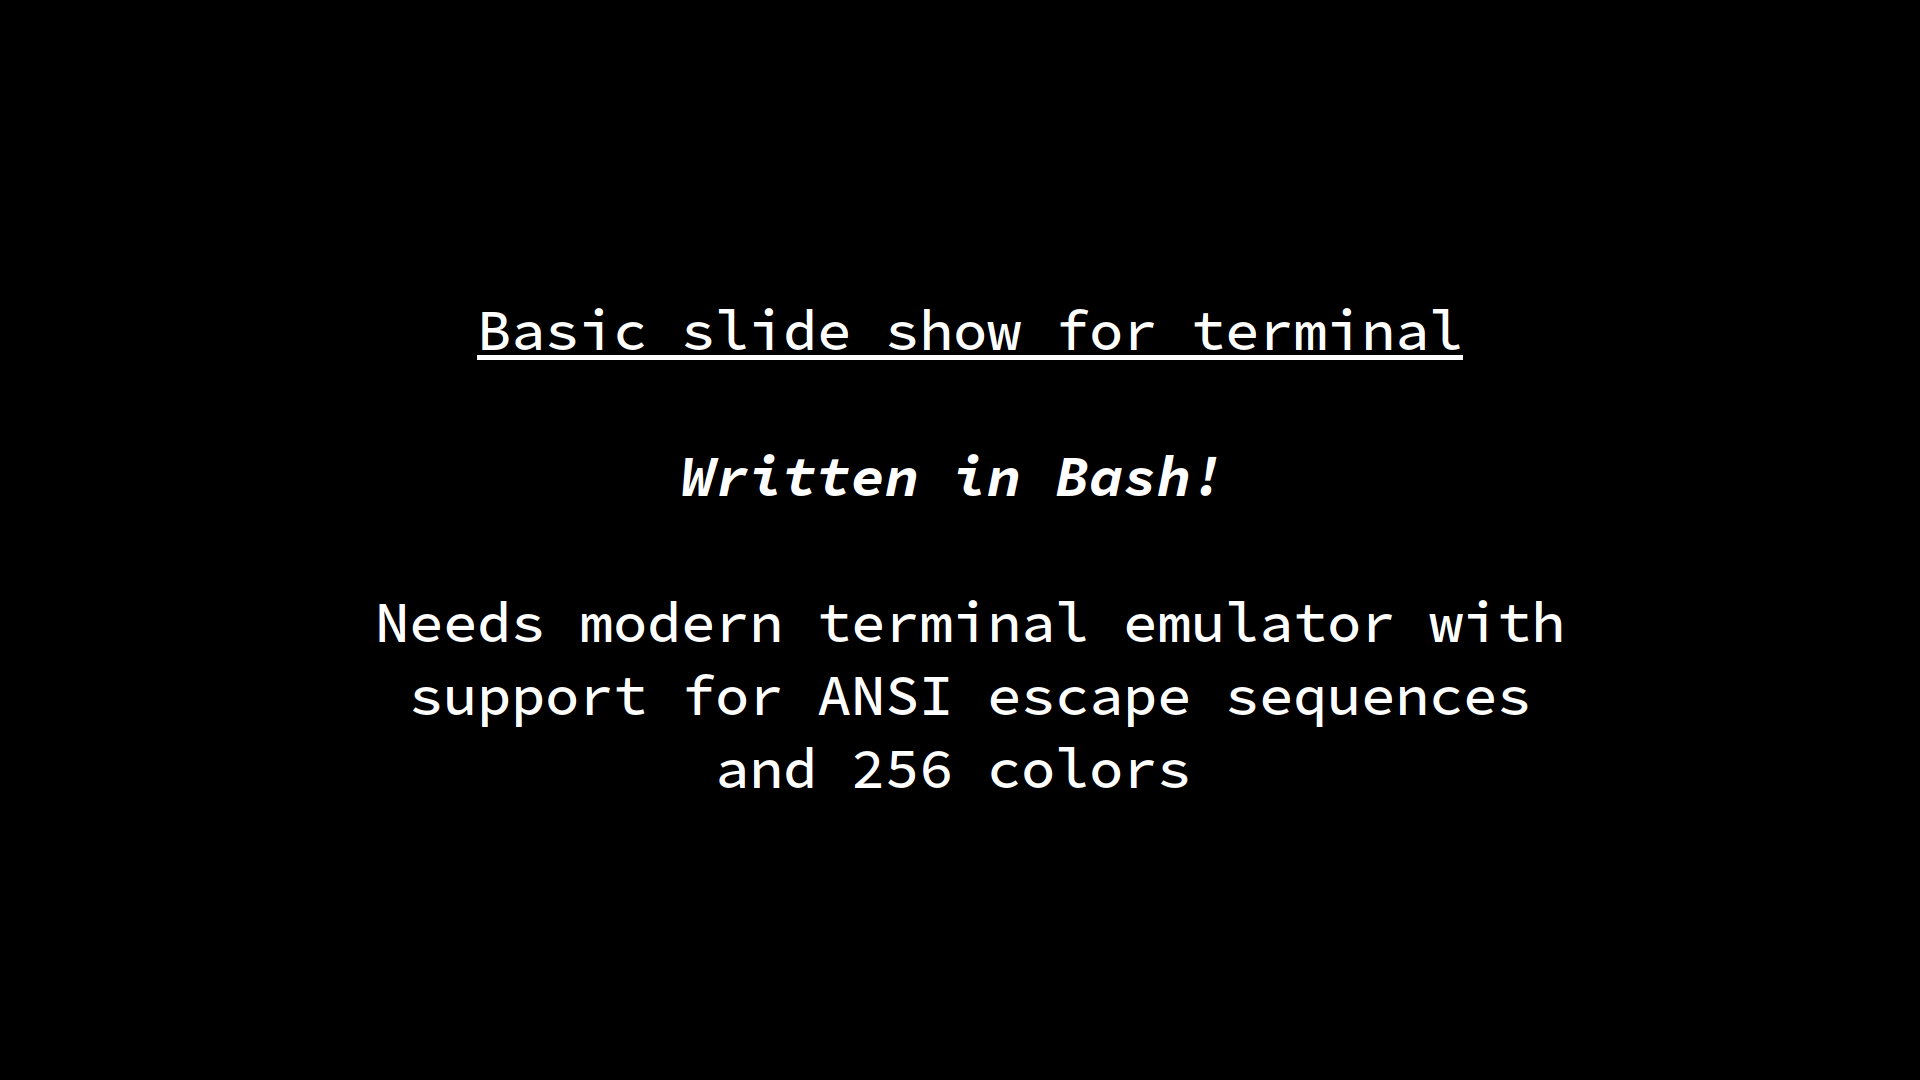 Basic slide show for terminal
Written in Bash!
Needs modern terminal emulator with
support for ANSI escape sequences
and 256 colors